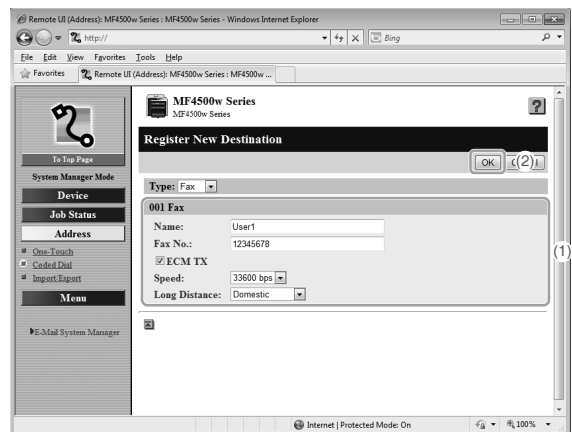 Remote UI (Address): MF4500w Series : MF4500w Series - Windows Internet Explorer
http://
Bing
File Edit View Favorites Tools Help
Favorites Remote UI (Address): MF4500w Series : MF4500w ...
MF4500w Series
MF4500w Series
?
Register New Destination
To Top Page
OK (2)
System Manager Mode
Type: Fax
Device
001 Fax
Job Status
Name: User1
Address
Fax No.: 12345678
(1)
One-Touch
ECM TX
Coded Dial
Import/Export
Speed: 33600 bps
Menu
Long Distance: Domestic
E-Mail System Manager
Internet | Protected Mode: On 100%